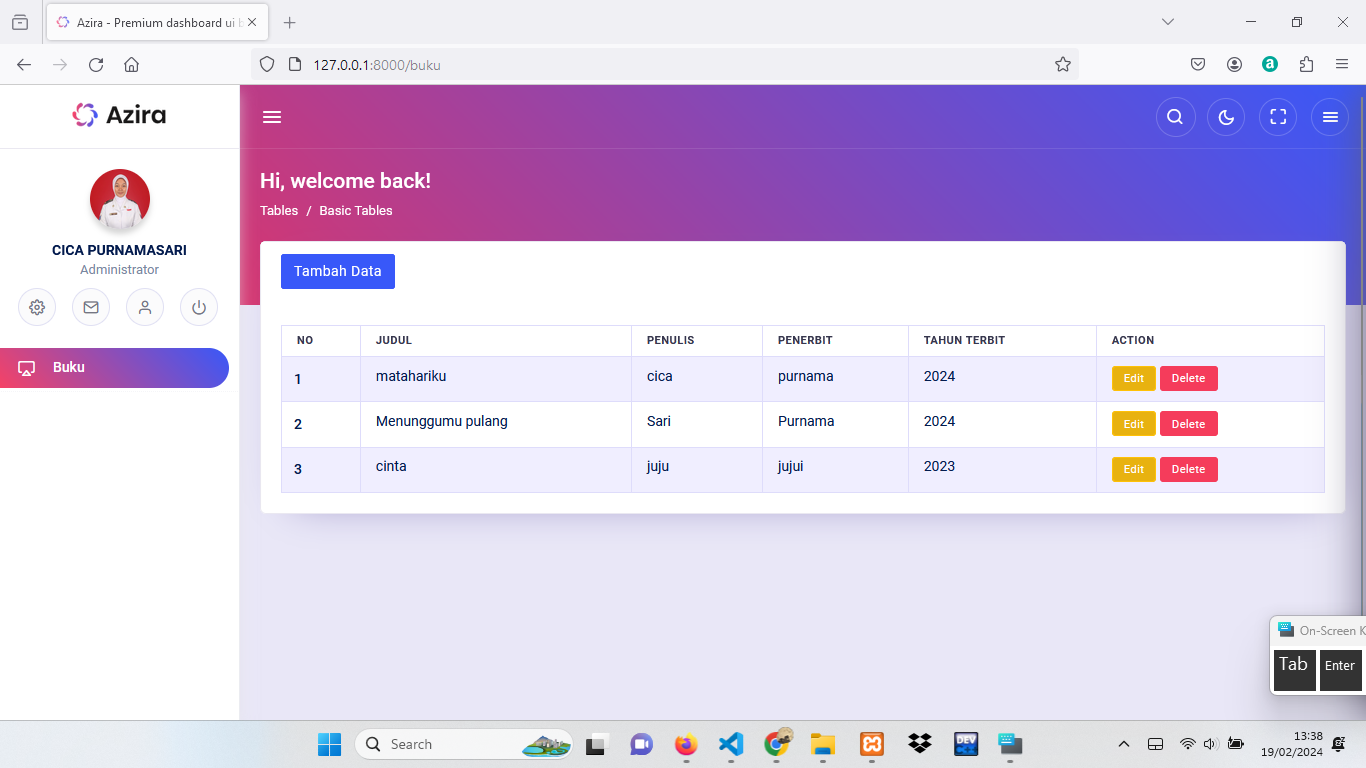 Azira - Premium dashboard ui b
127.0.0.1:8000/buku
Azira
CICA PURNAMASARI
Administrator
Buku
Hi, welcome back!
Tables / Basic Tables
Tambah Data
NO JUDUL PENULIS PENERBIT TAHUN TERBIT ACTION
1 matahariku cica purnama 2024 Edit Delete
2 Menunggumu pulang Sari Purnama 2024 Edit Delete
3 cinta juju jujui 2023 Edit Delete
On-Screen K
Tab Enter
Search
DEV
13:38
19/02/2024